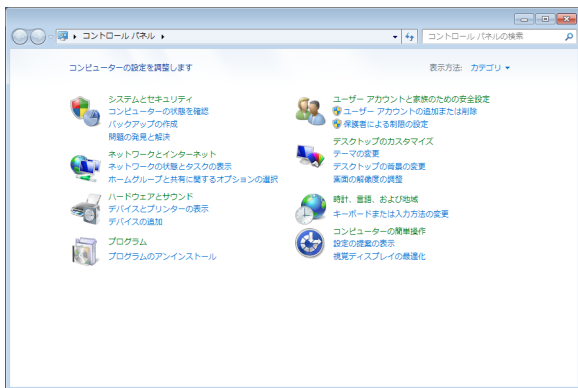 コントロール パネル
コントロール パネルの検索
コンピューターの設定を調整します
表示方法: カテゴリ
システムとセキュリティ
コンピューターの状態を確認
バックアップの作成
問題の発見と解決
ネットワークとインターネット
ネットワークの状態とタスクの表示
ホームグループと共有に関するオプションの選択
ハードウェアとサウンド
デバイスとプリンターの表示
デバイスの追加
プログラム
プログラムのアンインストール
ユーザー アカウントと家族のための安全設定
ユーザー アカウントの追加または削除
保護者による制限の設定
デスクトップのカスタマイズ
テーマの変更
デスクトップの背景の変更
画面の解像度の調整
時計、言語、および地域
キーボードまたは入力方法の変更
コンピューターの簡単操作
設定の提案の表示
視覚ディスプレイの最適化